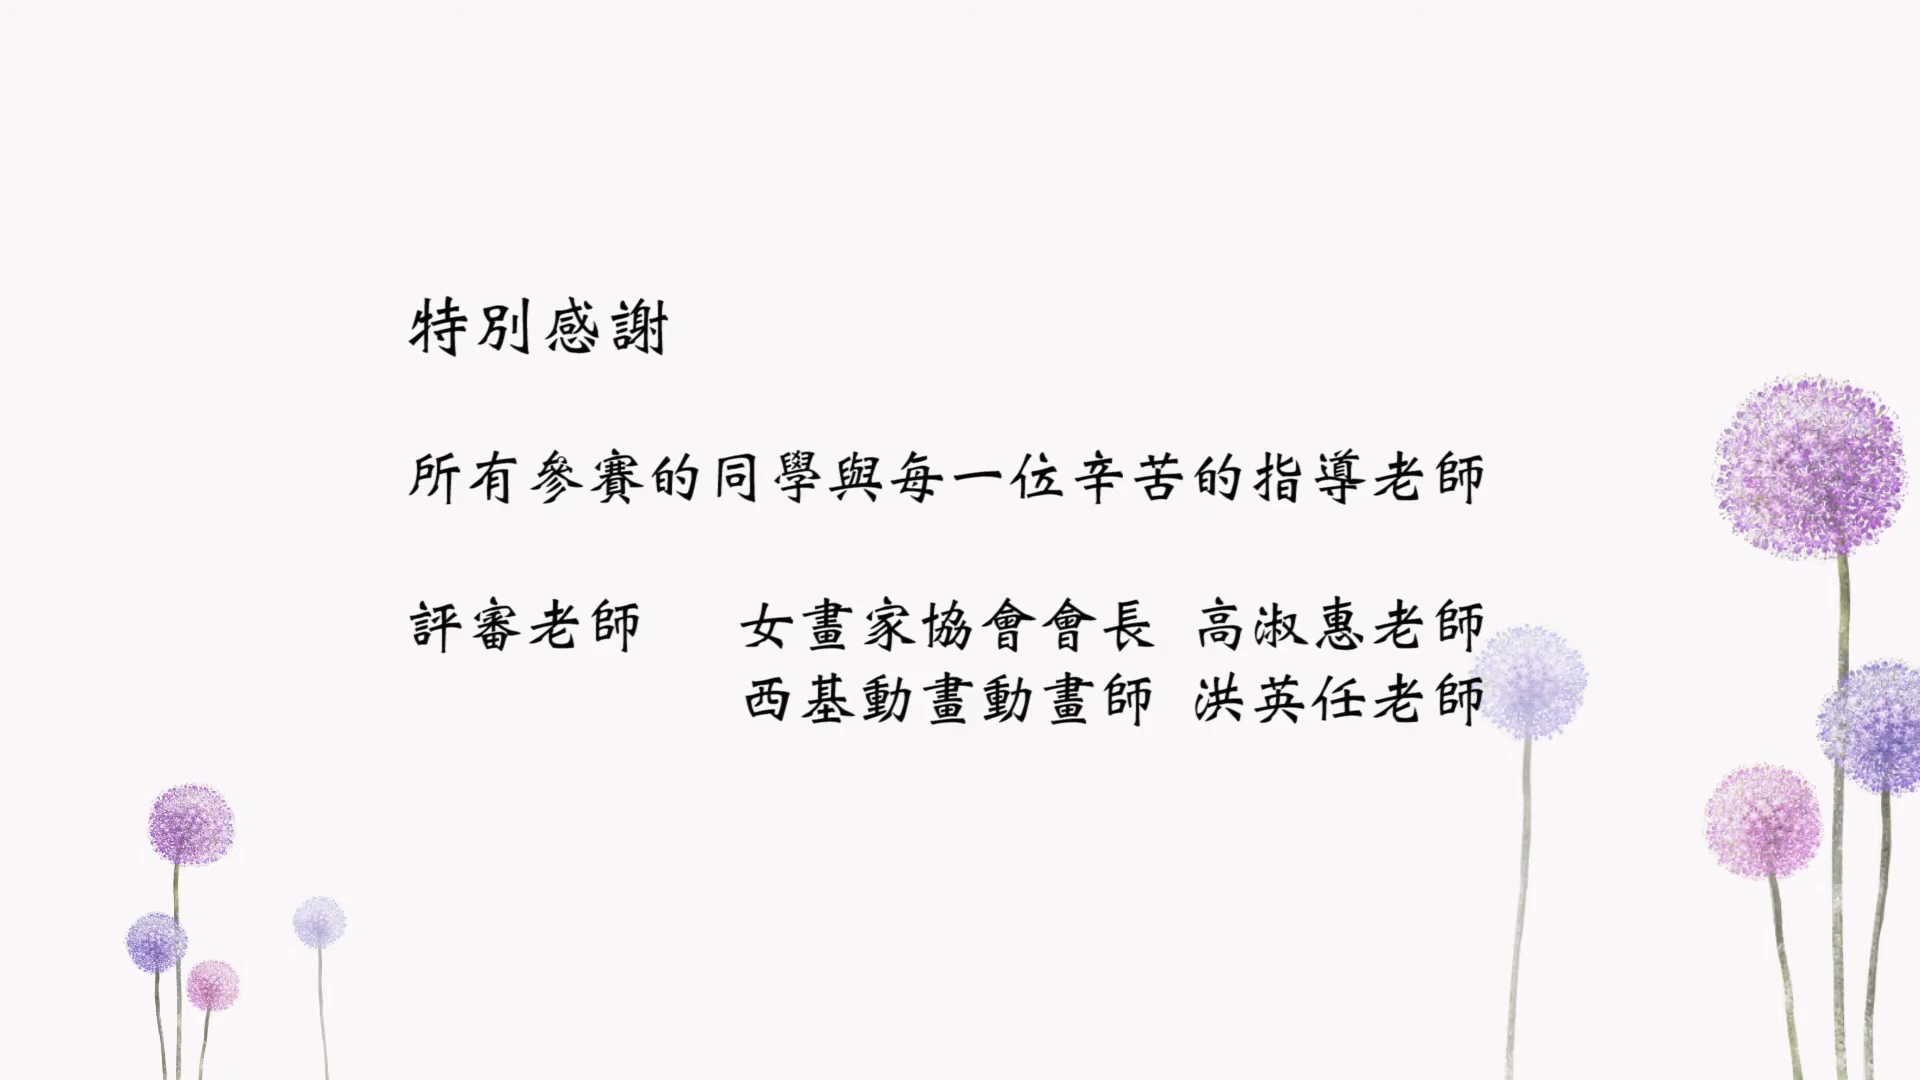 特別感謝
所有參賽的同學與每一位辛苦的指導老師
評審老師 女畫家協會會長 高淑惠老師
西基動畫動畫師 洪英任老師